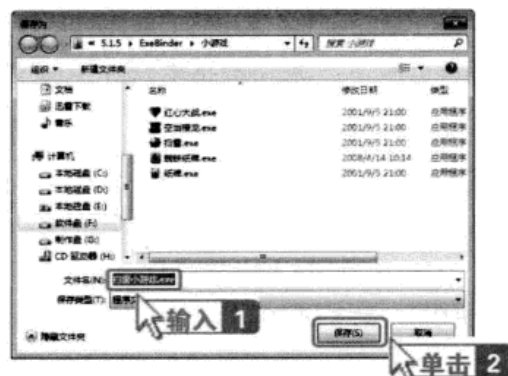 另存为
« 5.1.5 ▸ ExeBinder ▸ 小游戏
搜索 小游戏
组织 新建文件夹
名称 修改日期 类型
文档
迅雷下载
音乐
计算机
本地磁盘 (C:)
本地磁盘 (D:)
本地磁盘 (E:)
软件盘 (F:)
制作盘 (G:)
CD 驱动器 (H:)
红心大战.exe 2001/9/5 21:00 应用程序
空当接龙.exe 2001/9/5 21:00 应用程序
扫雷.exe 2001/9/5 21:00 应用程序
蜘蛛纸牌.exe 2008/4/14 10:14 应用程序
纸牌.exe 2001/9/5 21:00 应用程序
文件名(N): 小游戏.exe
保存类型(T):
输入 1
隐藏文件夹
保存(S) 取消
单击 2